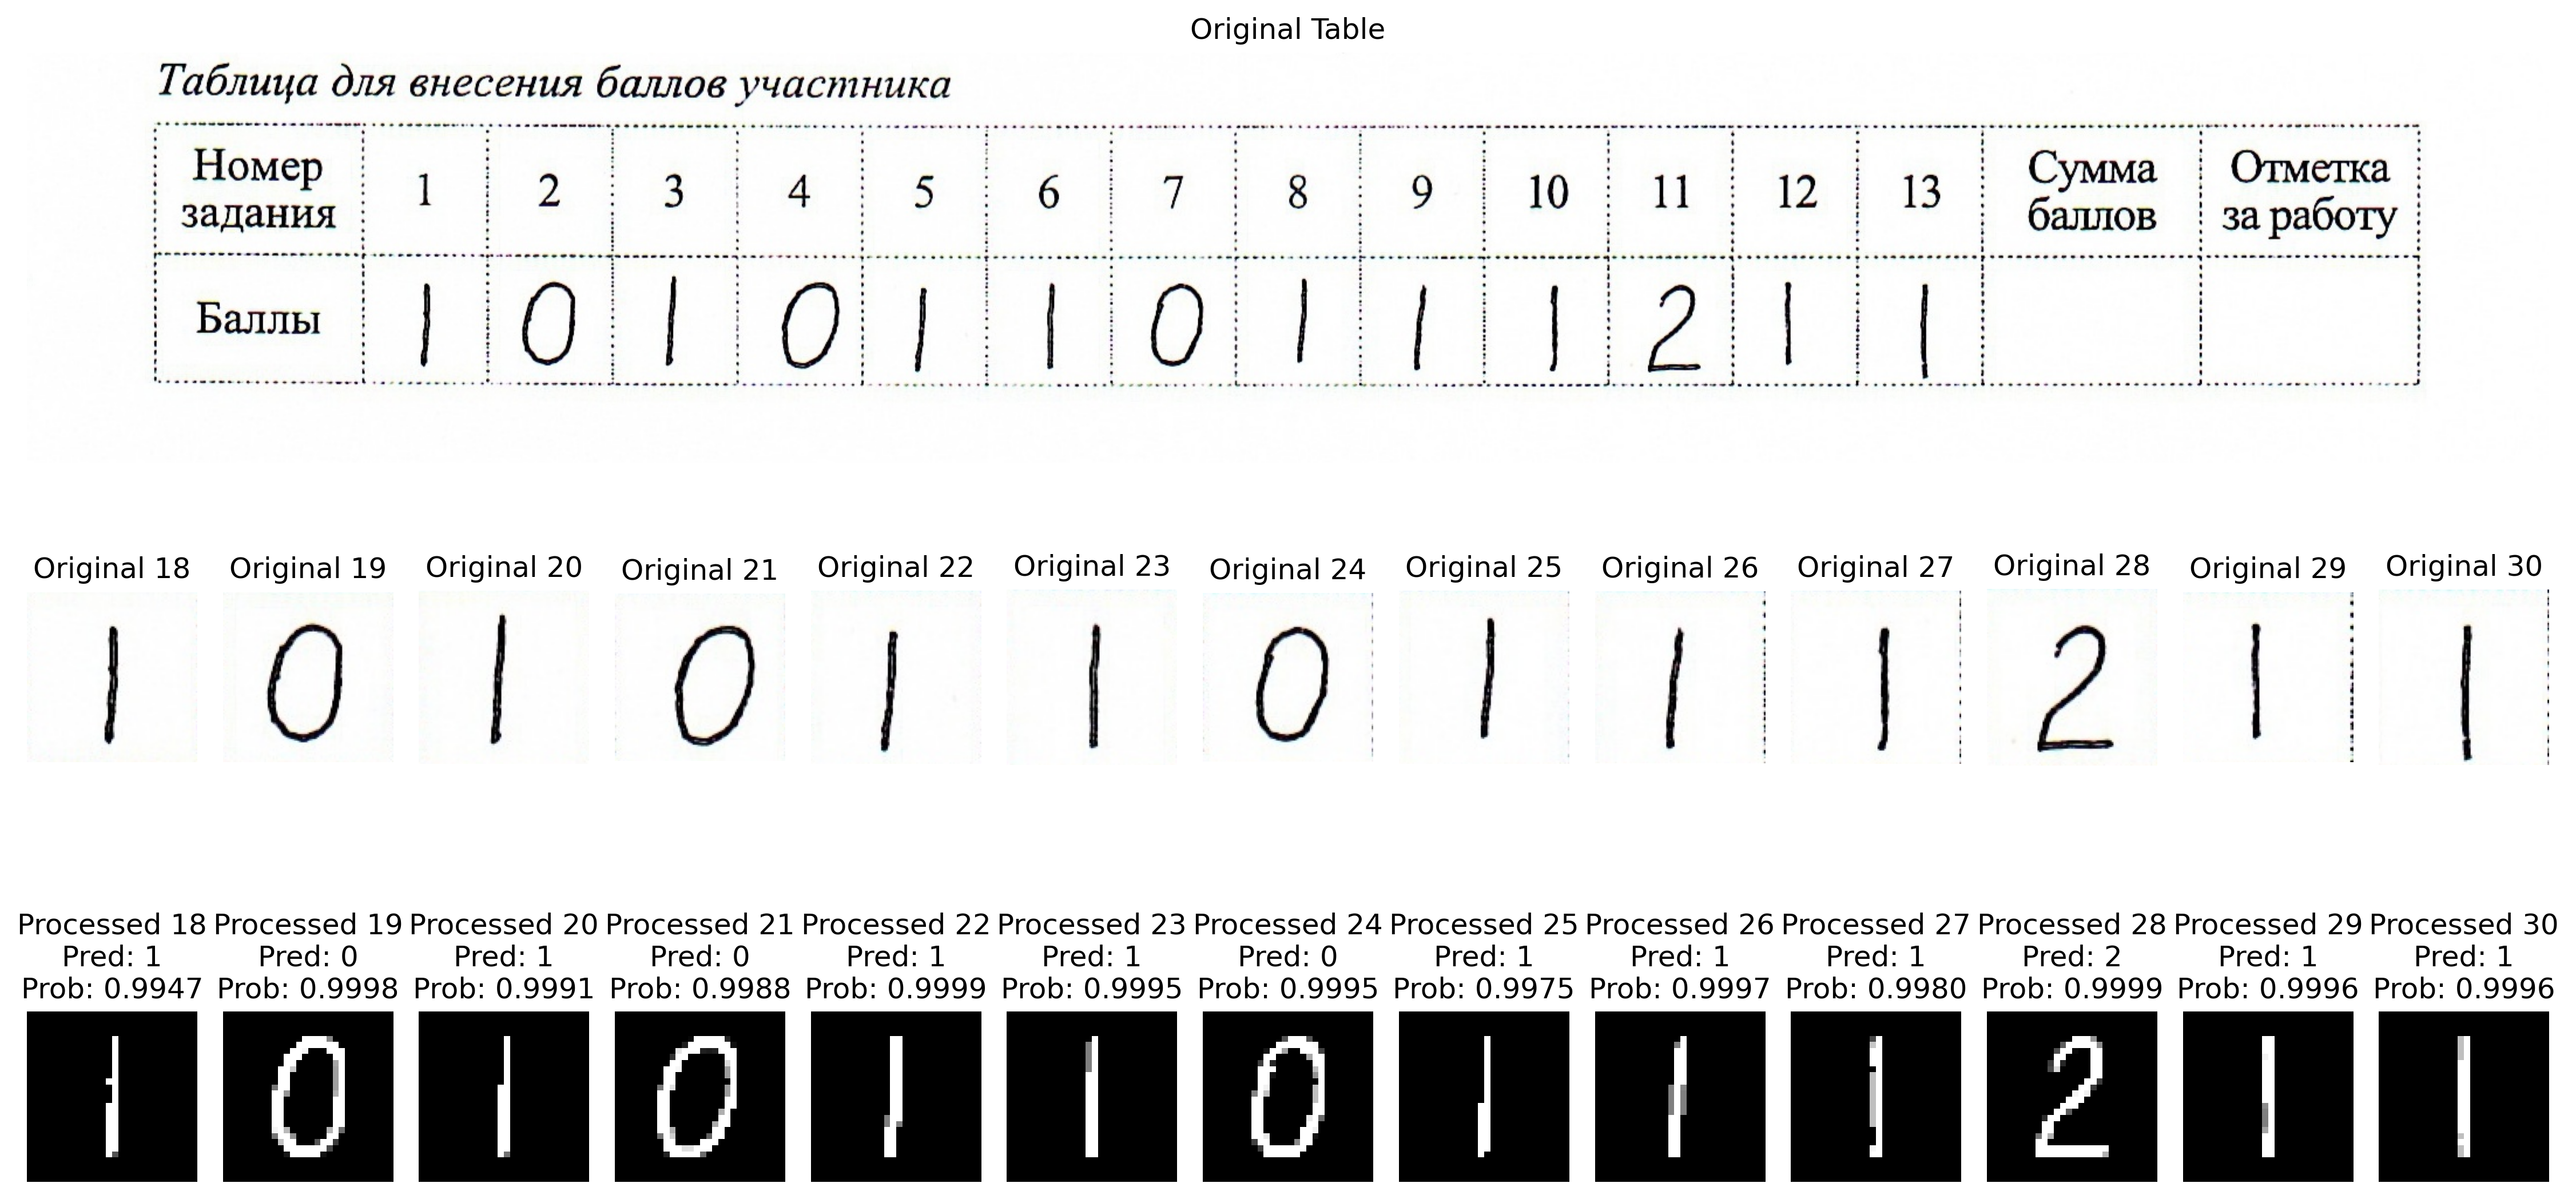 Original Table
Таблица для внесения баллов участника
Номер задания 1 2 3 4 5 6 7 8 9 10 11 12 13 Сумма баллов Отметка за работу
Баллы 1 0 1 0 1 1 0 1 1 1 2 1 1
Original 18 Original 19 Original 20 Original 21 Original 22 Original 23 Original 24 Original 25 Original 26 Original 27 Original 28 Original 29 Original 30
1 0 1 0 1 1 0 1 1 1 2 1 1
Processed 18 Processed 19 Processed 20 Processed 21 Processed 22 Processed 23 Processed 24 Processed 25 Processed 26 Processed 27 Processed 28 Processed 29 Processed 30
Pred: 1 Pred: 0 Pred: 1 Pred: 0 Pred: 1 Pred: 1 Pred: 0 Pred: 1 Pred: 1 Pred: 1 Pred: 2 Pred: 1 Pred: 1
Prob: 0.9947 Prob: 0.9998 Prob: 0.9991 Prob: 0.9988 Prob: 0.9999 Prob: 0.9995 Prob: 0.9995 Prob: 0.9975 Prob: 0.9997 Prob: 0.9980 Prob: 0.9999 Prob: 0.9996 Prob: 0.9996
1 0 1 0 1 1 0 1 1 1 2 1 1